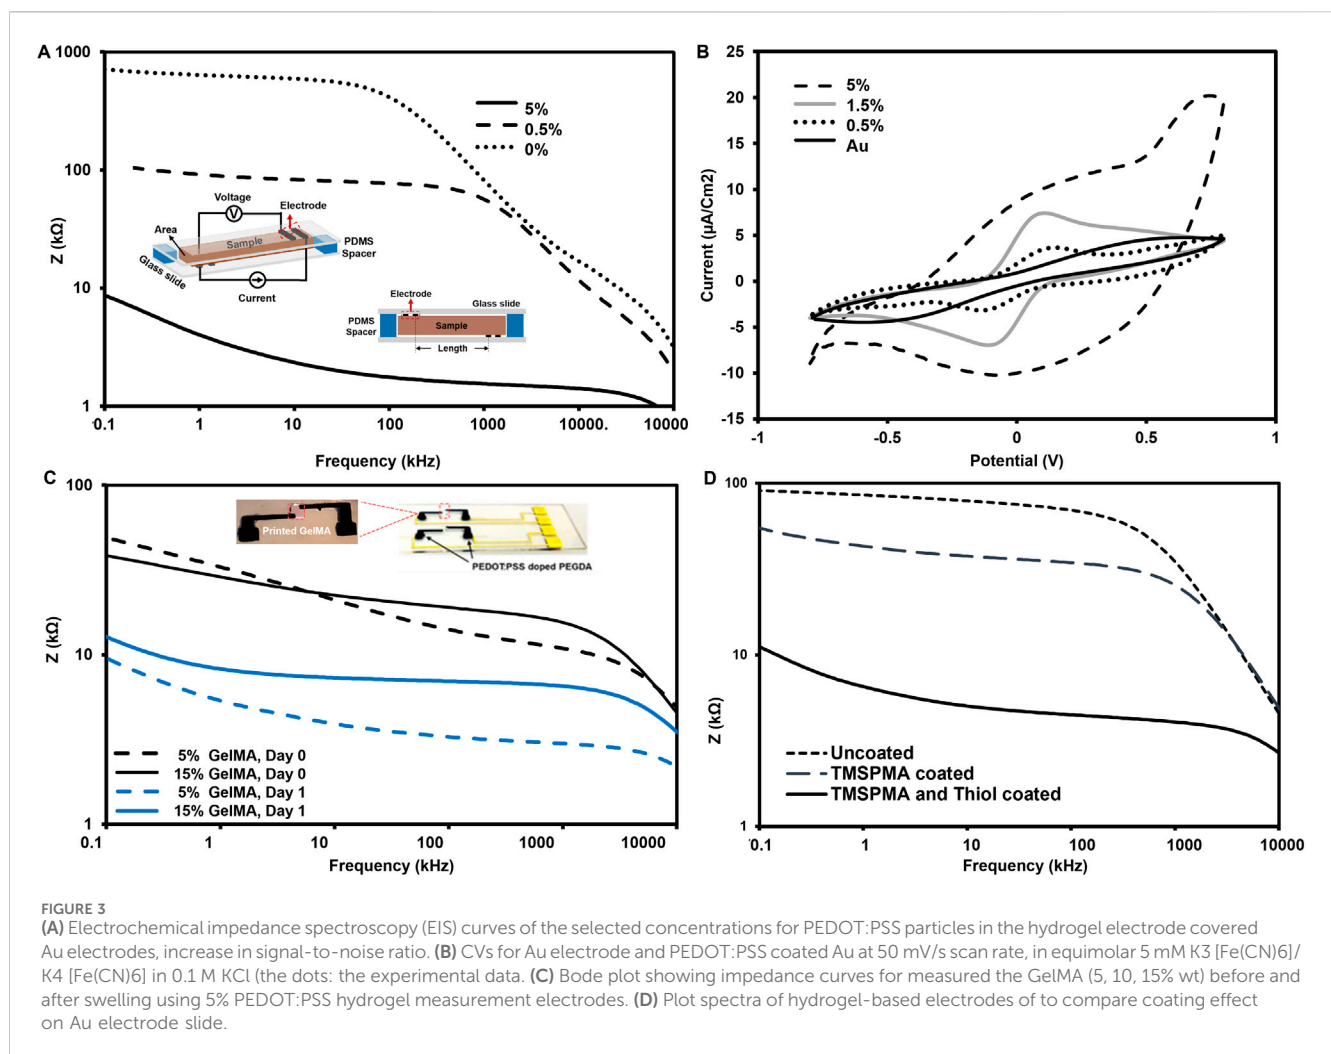 A
1000
100
10
1
Z (kΩ)
5%
0.5%
0%
Voltage
V
Electrode
Area
Sample
PDMS
Spacer
Glass slide
Current
Electrode
Glass slide
PDMS
Spacer
Sample
Length
0.1 1 10 100 1000 10000. 10000
Frequency (kHz)
B
25
20
15
10
5
0
-5
-10
-15
Current (µA/Cm2)
5%
1.5%
0.5%
Au
-1 -0.5 0 0.5 1
Potential (V)
C
100
10
1
Z (kΩ)
Printed GelMA
PEDOT:PSS doped PEGDA
5% GelMA, Day 0
15% GelMA, Day 0
5% GelMA, Day 1
15% GelMA, Day 1
0.1 1 10 100 1000 10000
Frequency (kHz)
D
100
10
1
Z (kΩ)
Uncoated
TMSPMA coated
TMSPMA and Thiol coated
0.1 1 10 100 1000 10000
Frequency (kHz)
FIGURE 3
(A) Electrochemical impedance spectroscopy (EIS) curves of the selected concentrations for PEDOT:PSS particles in the hydrogel electrode covered
Au electrodes, increase in signal-to-noise ratio. (B) CVs for Au electrode and PEDOT:PSS coated Au at 50 mV/s scan rate, in equimolar 5 mM K3 [Fe(CN)6]/
K4 [Fe(CN)6] in 0.1 M KCl (the dots: the experimental data. (C) Bode plot showing impedance curves for measured the GelMA (5, 10, 15% wt) before and
after swelling using 5% PEDOT:PSS hydrogel measurement electrodes. (D) Plot spectra of hydrogel-based electrodes of to compare coating effect
on Au electrode slide.